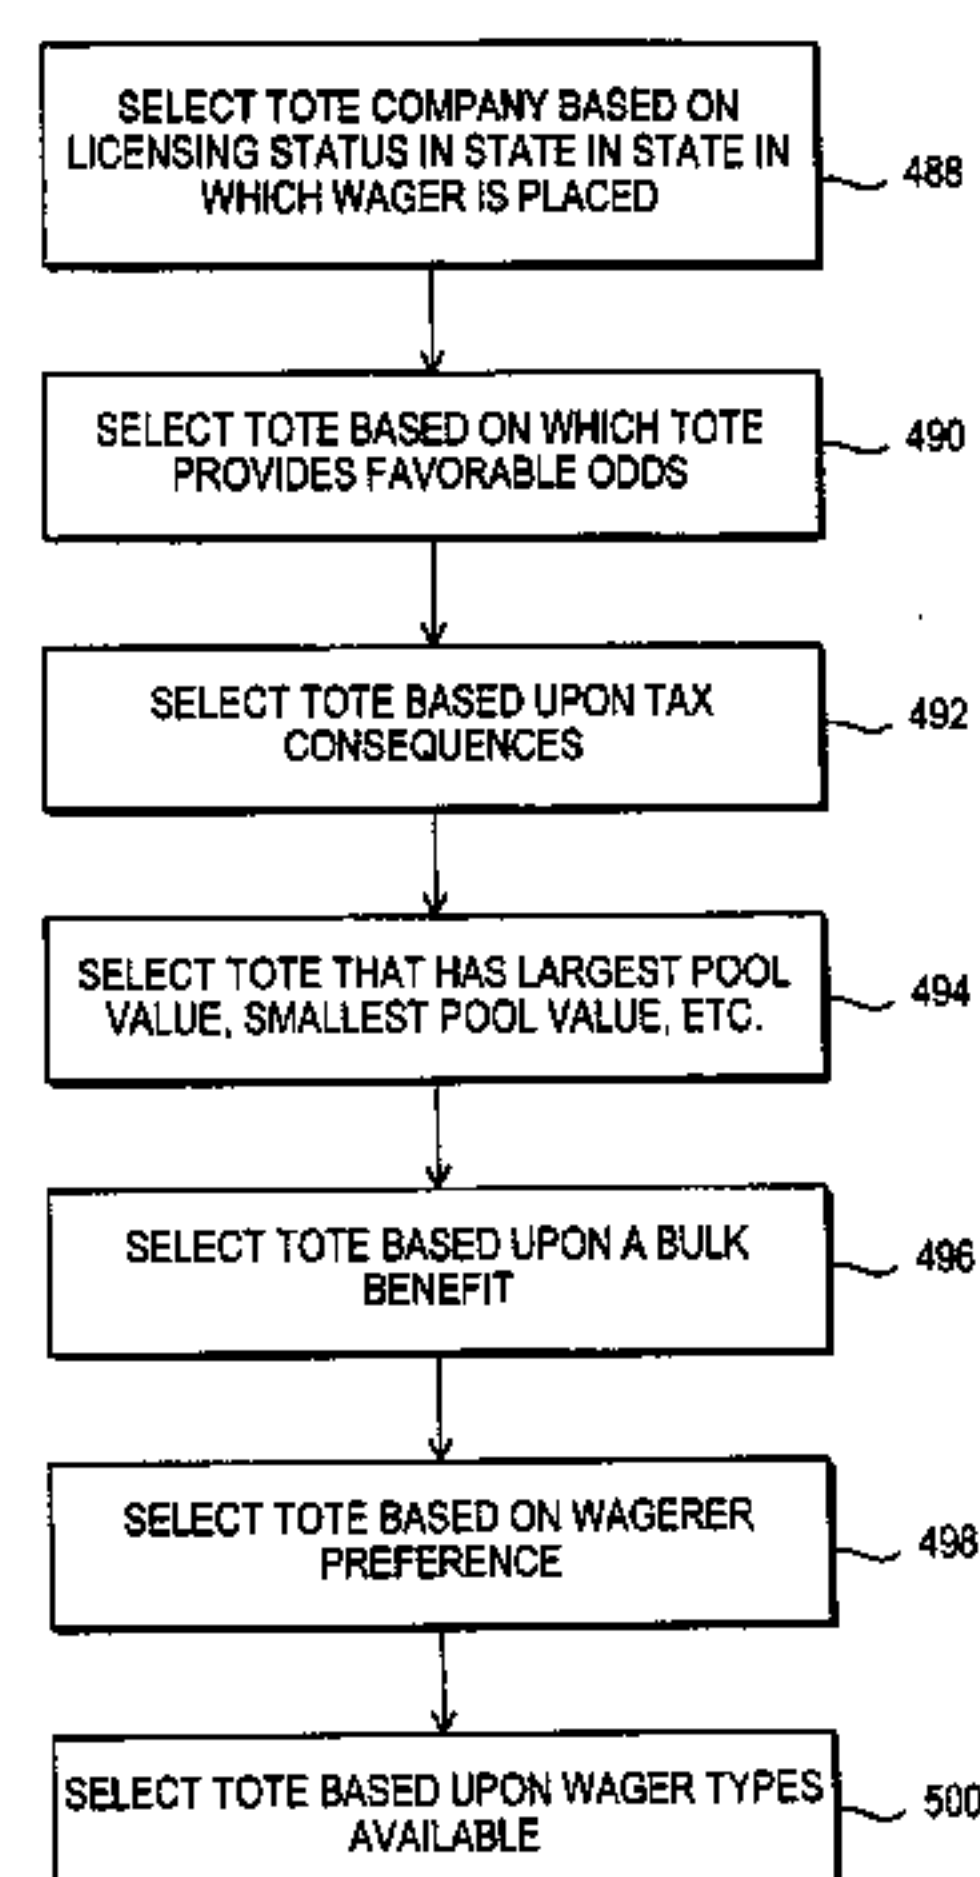 SELECT TOTE COMPANY BASED ON
LICENSING STATUS IN STATE IN STATE IN
WHICH WAGER IS PLACED
488
SELECT TOTE BASED ON WHICH TOTE
PROVIDES FAVORABLE ODDS
490
SELECT TOTE BASED UPON TAX
CONSEQUENCES
492
SELECT TOTE THAT HAS LARGEST POOL
VALUE, SMALLEST POOL VALUE, ETC.
494
SELECT TOTE BASED UPON A BULK
BENEFIT
496
SELECT TOTE BASED ON WAGERER
PREFERENCE
498
SELECT TOTE BASED UPON WAGER TYPES
AVAILABLE
500